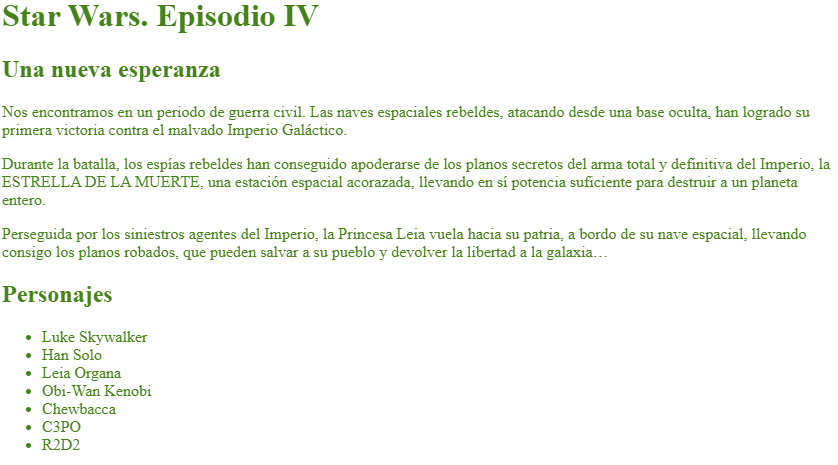 Star Wars. Episodio IV
Una nueva esperanza
Nos encontramos en un periodo de guerra civil. Las naves espaciales rebeldes, atacando desde una base oculta, han logrado su
primera victoria contra el malvado Imperio Galáctico.
Durante la batalla, los espías rebeldes han conseguido apoderarse de los planos secretos del arma total y definitiva del Imperio, la
ESTRELLA DE LA MUERTE, una estación espacial acorazada, llevando en sí potencia suficiente para destruir a un planeta
entero.
Perseguida por los siniestros agentes del Imperio, la Princesa Leia vuela hacia su patria, a bordo de su nave espacial, llevando
consigo los planos robados, que pueden salvar a su pueblo y devolver la libertad a la galaxia…
Personajes
• Luke Skywalker
• Han Solo
• Leia Organa
• Obi-Wan Kenobi
• Chewbacca
• C3PO
• R2D2